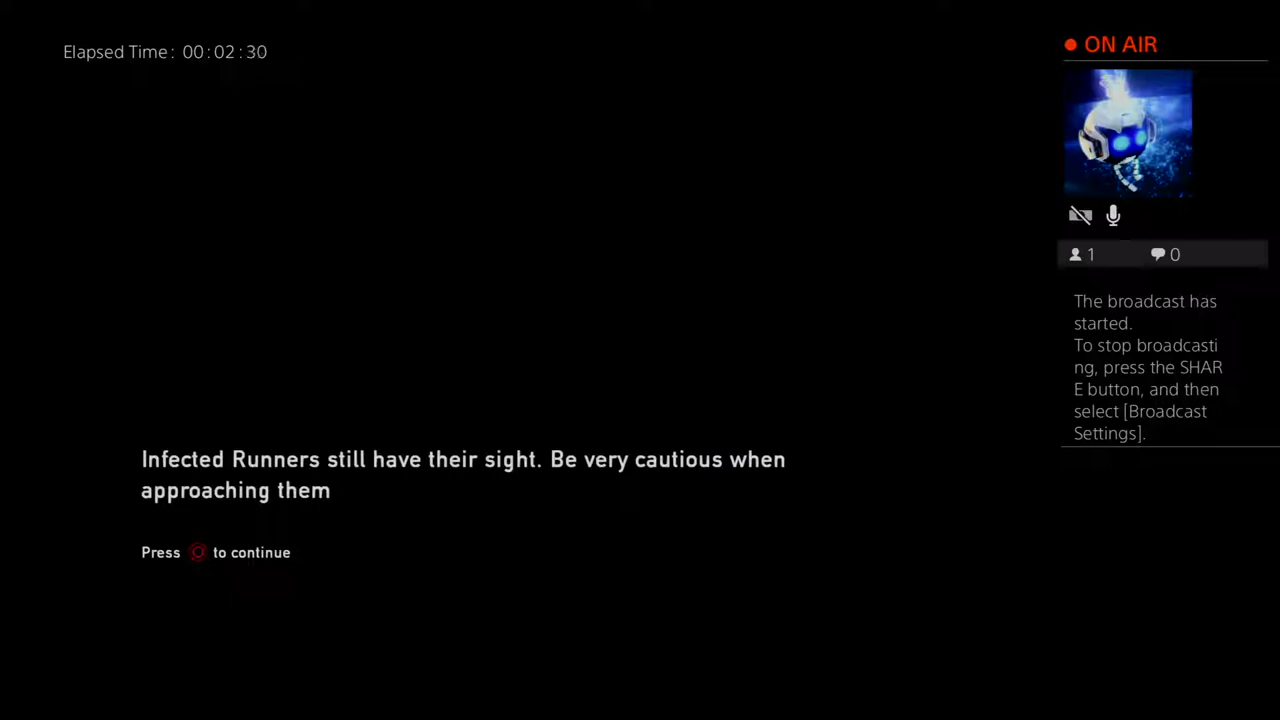 Elapsed Time: 00:02:30
ON AIR
1
0
The broadcast has
started.
To stop broadcasti
ng, press the SHAR
E button, and then
select [Broadcast
Settings].
Infected Runners still have their sight. Be very cautious when
approaching them
Press to continue